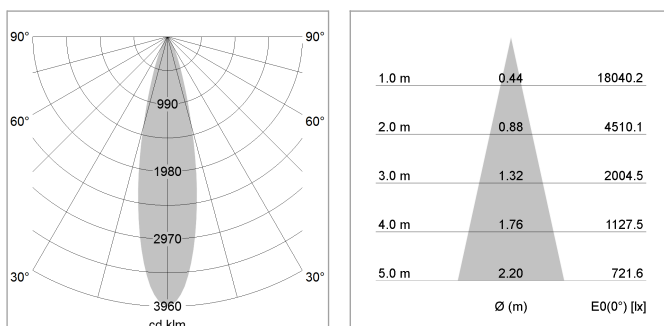 90° 90°
990
60° 60°
1980
2970
30° 30°
3960
cd klm
1.0 m 0.44 18040.2
2.0 m 0.88 4510.1
3.0 m 1.32 2004.5
4.0 m 1.76 1127.5
5.0 m 2.20 721.6
Ø (m) E0(0°) [lx]